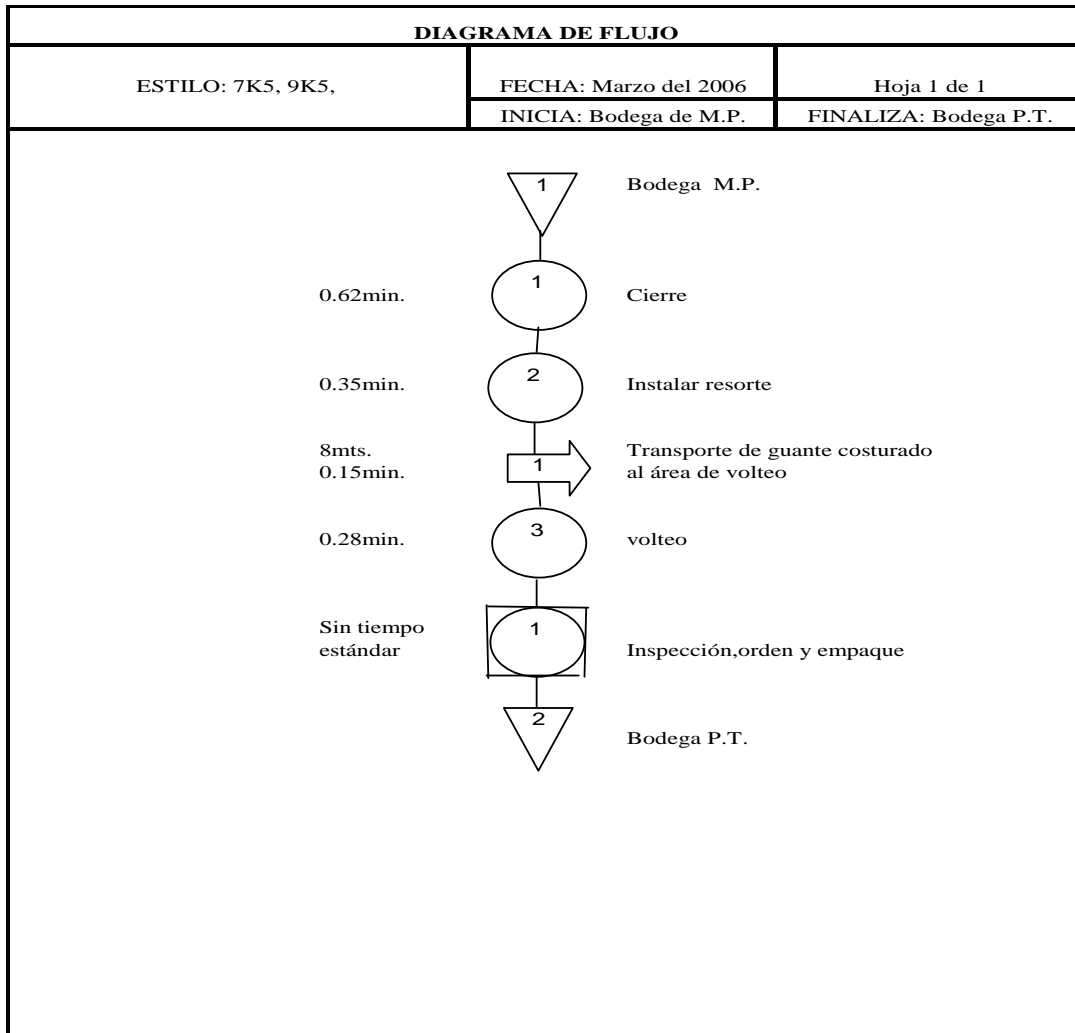 DIAGRAMA DE FLUJO
ESTILO: 7K5, 9K5,
FECHA: Marzo del 2006
Hoja 1 de 1
INICIA: Bodega de M.P.
FINALIZA: Bodega P.T.
1
Bodega M.P.
0.62min.
1
Cierre
0.35min.
2
Instalar resorte
8mts.
0.15min.
1
Transporte de guante costurado
al área de volteo
0.28min.
3
volteo
Sin tiempo
estándar
1
Inspección,orden y empaque
2
Bodega P.T.